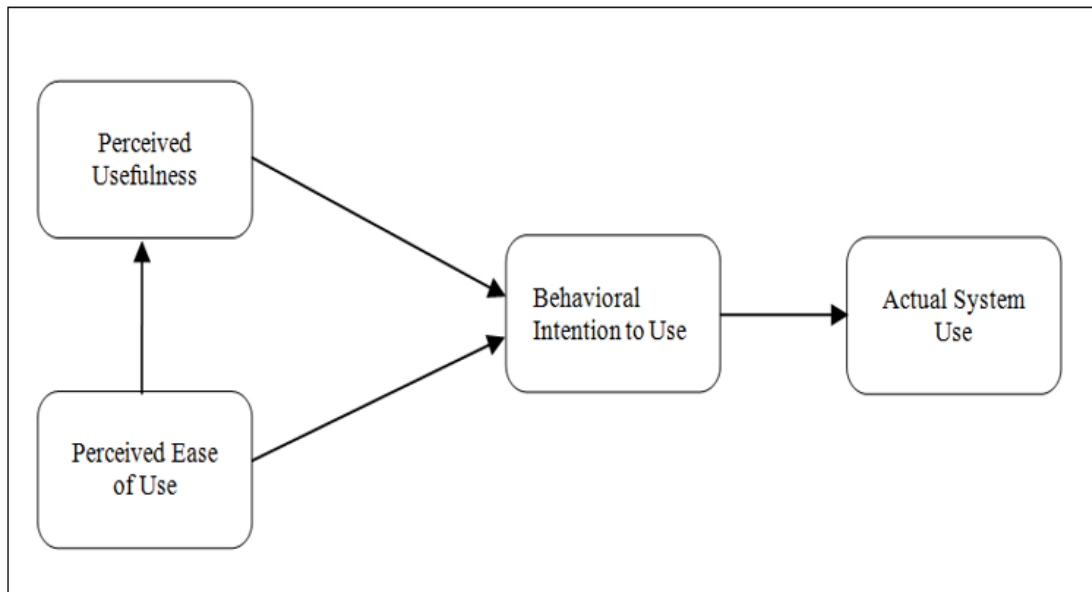 Perceived
Usefulness
Perceived Ease
of Use
Behavioral
Intention to Use
Actual System
Use